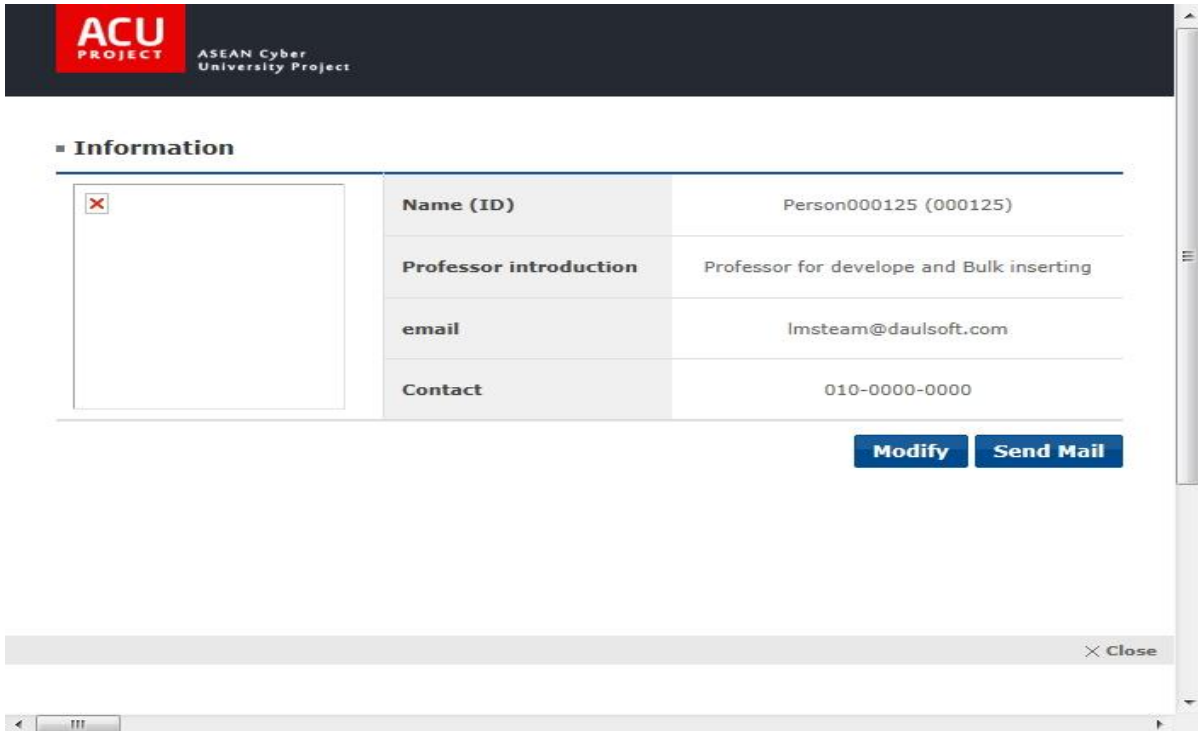 ACU
PROJECT
ASEAN Cyber
University Project
Information
Name (ID) Person000125 (000125)
Professor introduction Professor for develope and Bulk inserting
email lmsteam@daulsoft.com
Contact 010-0000-0000
Modify Send Mail
Close